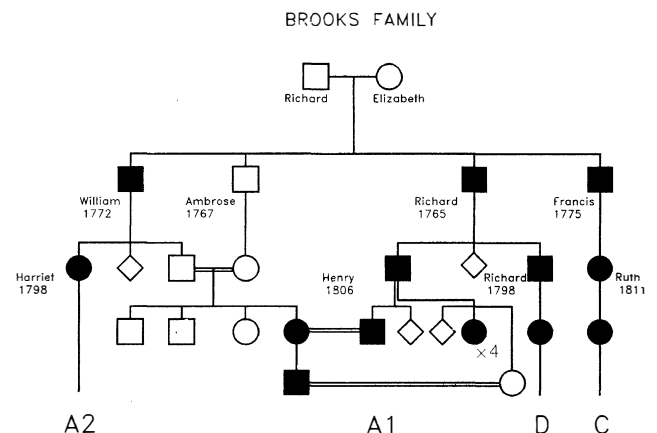 BROOKS FAMILY
Richard
Elizabeth
William
1772
Ambrose
1767
Richard
1765
Francis
1775
Harriet
1798
Henry
1806
Richard
1798
Ruth
1811
×4
A2
A1
D
C